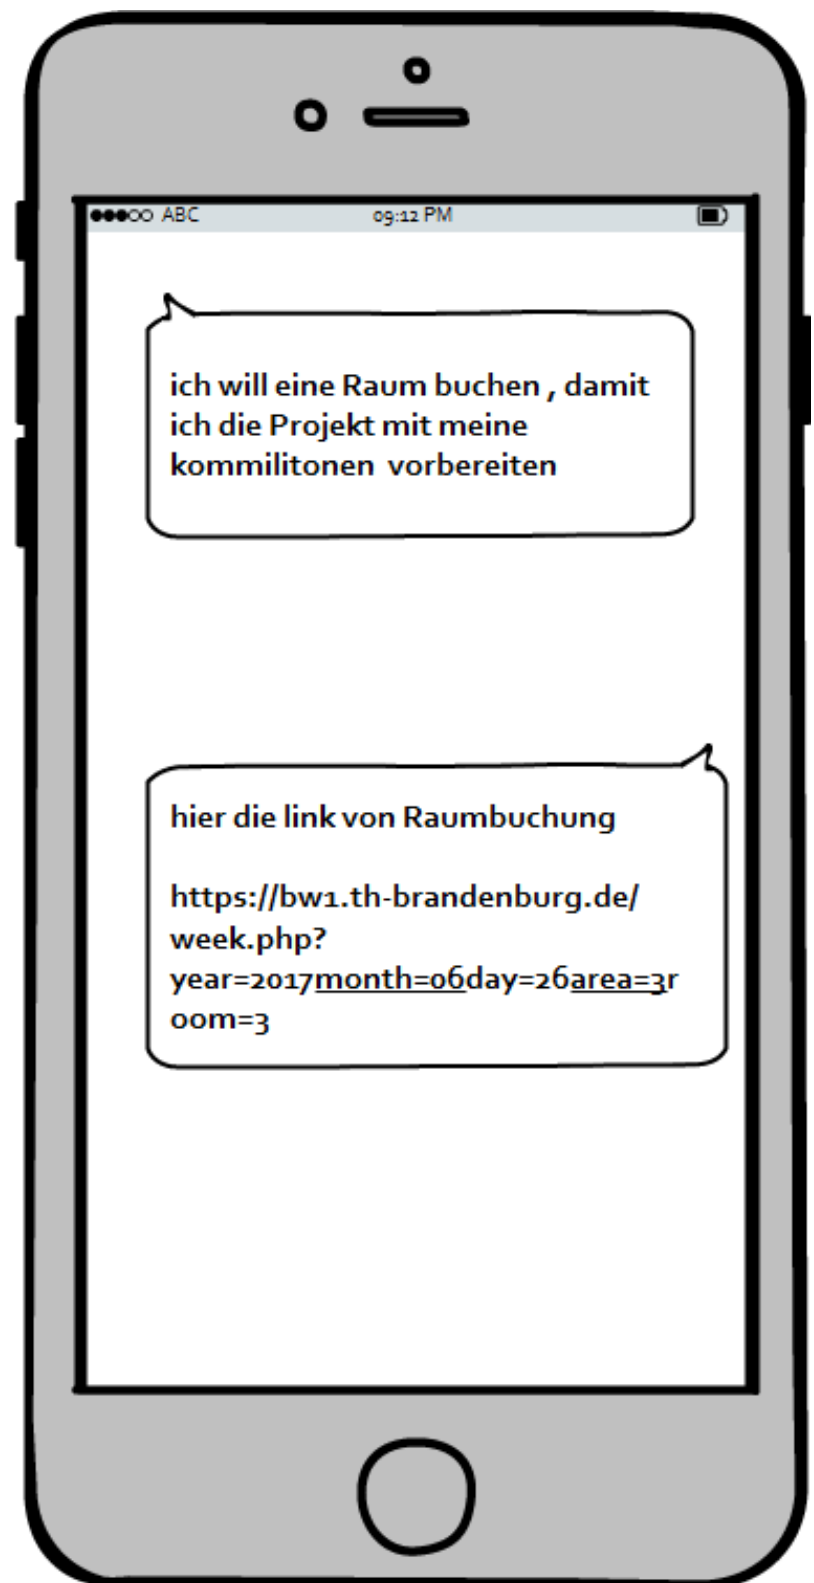 ABC 09:12 PM
ich will eine Raum buchen , damit
ich die Projekt mit meine
kommilitonen vorbereiten
hier die link von Raumbuchung
https://bw1.th-brandenburg.de/
week.php?
year=2017month=06day=26area=3r
oom=3